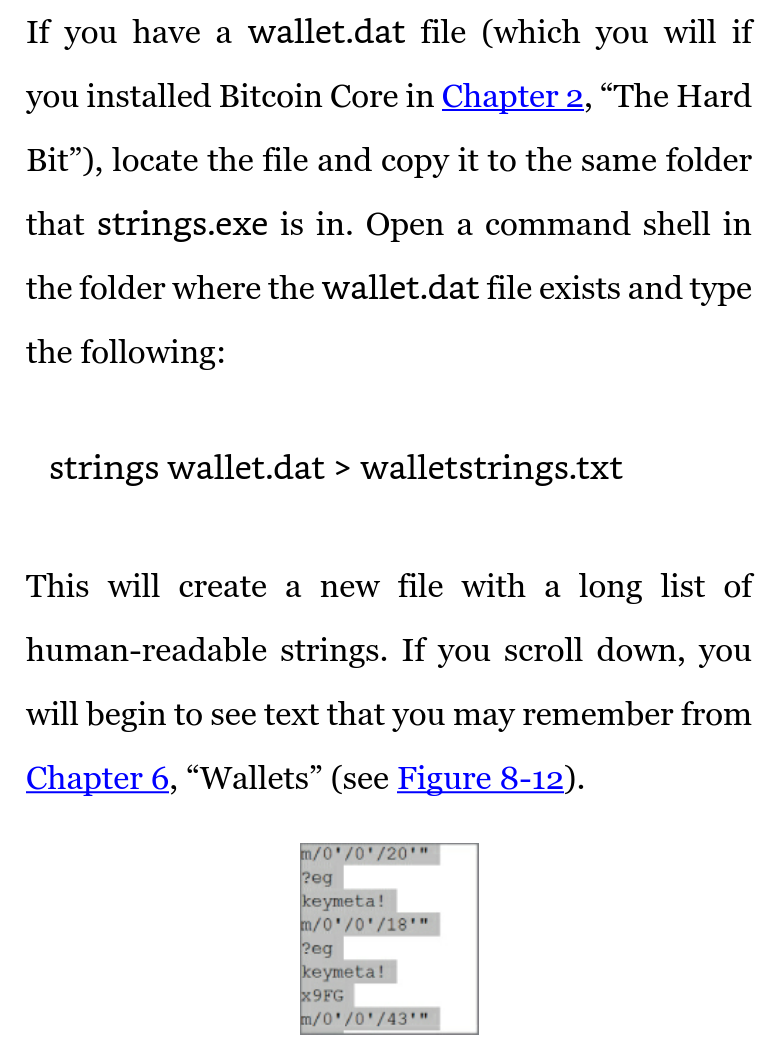 If you have a wallet.dat file (which you will if
you installed Bitcoin Core in Chapter 2, “The Hard
Bit”), locate the file and copy it to the same folder
that strings.exe is in. Open a command shell in
the folder where the wallet.dat file exists and type
the following:
strings wallet.dat > walletstrings.txt
This will create a new file with a long list of
human-readable strings. If you scroll down, you
will begin to see text that you may remember from
Chapter 6, “Wallets” (see Figure 8-12).
m/0'/0'/20'"
?eg
keymeta!
m/0'/0'/18'"
?eg
keymeta!
x9FG
m/0'/0'/43'"